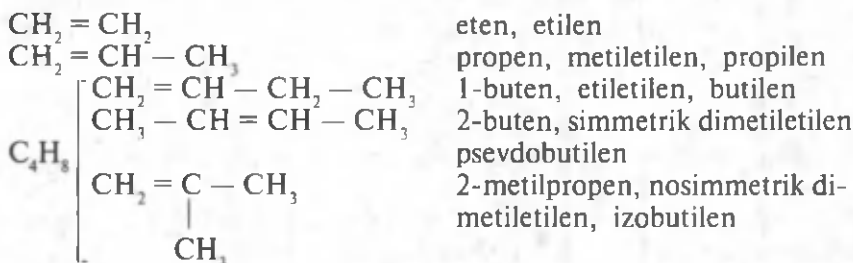 CH₂ = CH₂ eten, etilen
CH₂ = CH – CH₃ propen, metiletilen, propilen
CH₂ = CH – CH₂ – CH₃ 1-buten, etiletilen, butilen
CH₃ – CH = CH – CH₃ 2-buten, simmetrik dimetiletilen
C₄H₈ psevdobutilen
CH₂ = C – CH₃ 2-metilpropen, nosimmetrik di-
| metiletilen, izobutilen
CH₃